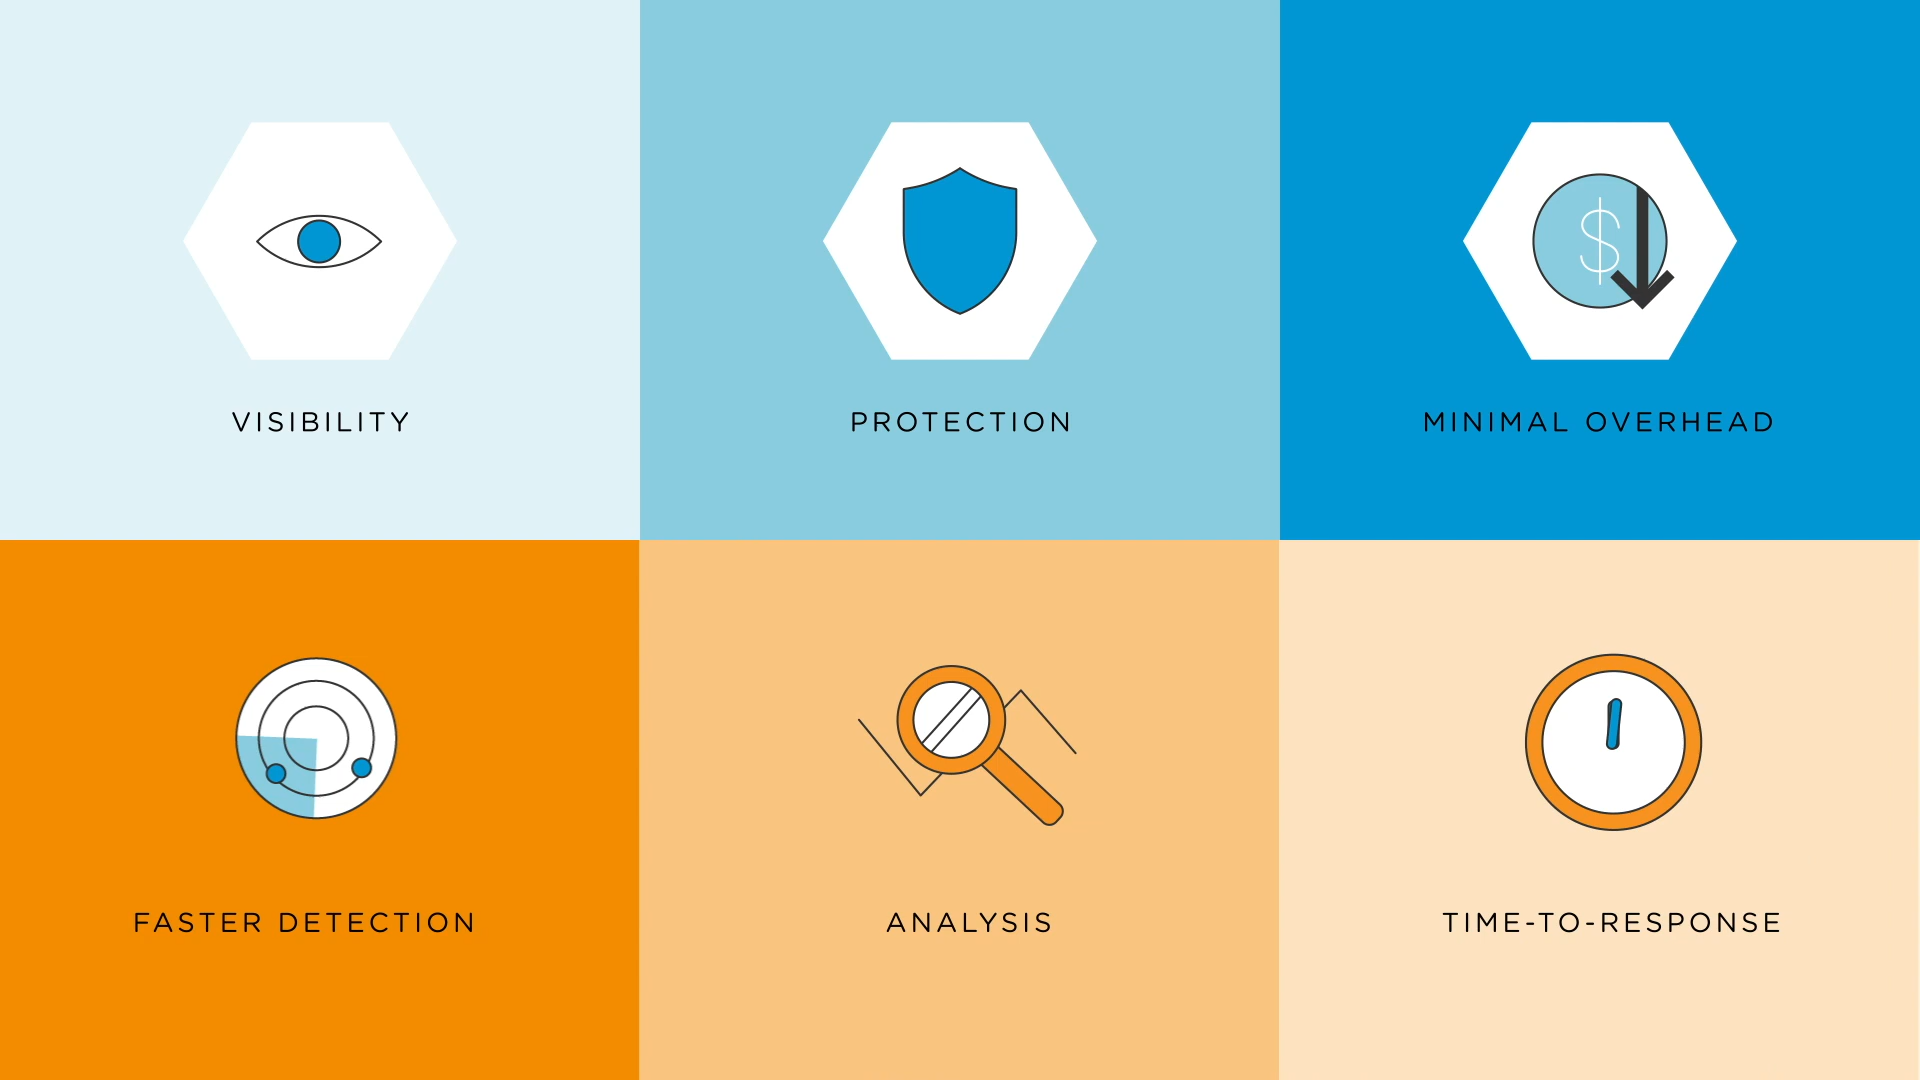 VISIBILITY
PROTECTION
$
MINIMAL OVERHEAD
FASTER DETECTION
ANALYSIS
TIME-TO-RESPONSE